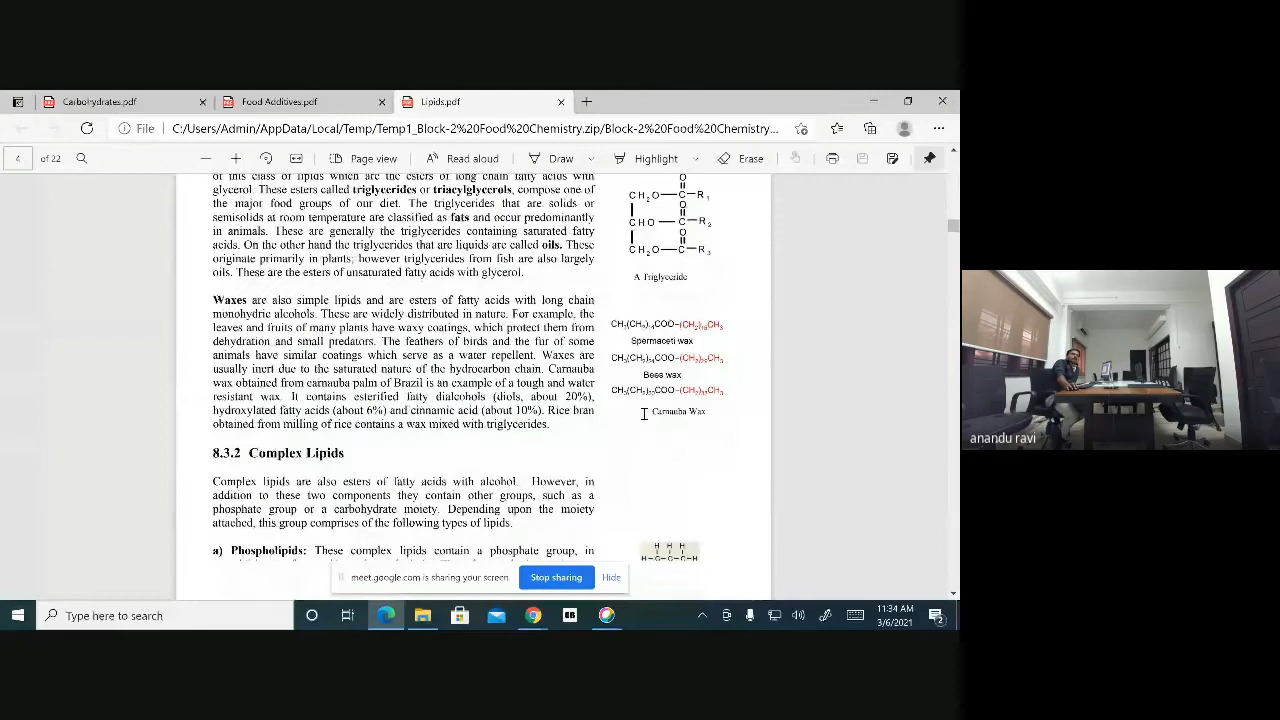 Carbohydrates.pdf
Food Additives.pdf
Lipids.pdf
File
C:/Users/Admin/AppData/Local/Temp/Temp1_Block-2%20Food%20Chemistry.zip/Block-2%20Food%20Chemistry...
4 of 22
Page view
Read aloud
Draw
Highlight
Erase
of this class of lipids which are the esters of long chain fatty acids with
glycerol. These esters called triglycerides or triacylglycerols, compose one of
the major food groups of our diet. The triglycerides that are solids or
semisolids at room temperature are classified as fats and occur predominantly
in animals. These are generally the triglycerides containing saturated fatty
acids. On the other hand the triglycerides that are liquids are called oils. These
originate primarily in plants; however triglycerides from fish are also largely
oils. These are the esters of unsaturated fatty acids with glycerol.
O
CH2O C R1
O
CHO C R2
O
CH2O C R3
A Triglyceride
Waxes are also simple lipids and are esters of fatty acids with long chain
monohydric alcohols. These are widely distributed in nature. For example, the
leaves and fruits of many plants have waxy coatings, which protect them from
dehydration and small predators. The feathers of birds and the fur of some
animals have similar coatings which serve as a water repellent. Waxes are
usually inert due to the saturated nature of the hydrocarbon chain. Carnauba
wax obtained from carnauba palm of Brazil is an example of a tough and water
resistant wax. It contains esterified fatty dialcohols (diols, about 20%),
hydroxylated fatty acids (about 6%) and cinnamic acid (about 10%). Rice bran
obtained from milling of rice contains a wax mixed with triglycerides.
Spermaceti wax
Bees wax
Carnauba Wax
8.3.2 Complex Lipids
Complex lipids are also esters of fatty acids with alcohol. However, in
addition to these two components they contain other groups, such as a
phosphate group or a carbohydrate moiety. Depending upon the moiety
attached, this group comprises of the following types of lipids.
a) Phospholipids: These complex lipids contain a phosphate group, in
H H H
H-C-C-C-H
meet.google.com is sharing your screen
Stop sharing
Hide
Type here to search
11:34 AM
3/6/2021
2
anandu ravi